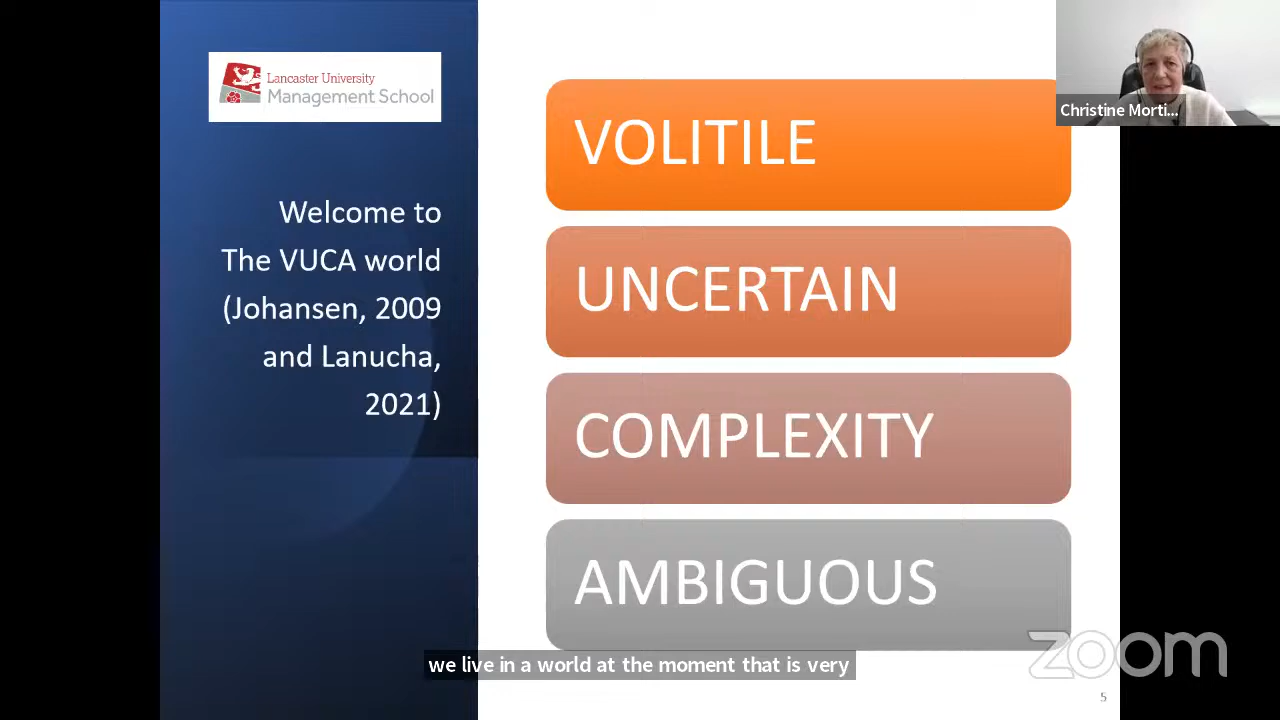 Lancaster University
Management School
Welcome to
The VUCA world
(Johansen, 2009
and Lanucha,
2021)
VOLITILE
UNCERTAIN
COMPLEXITY
AMBIGUOUS
Christine Morti...
we live in a world at the moment that is very
zoom
5